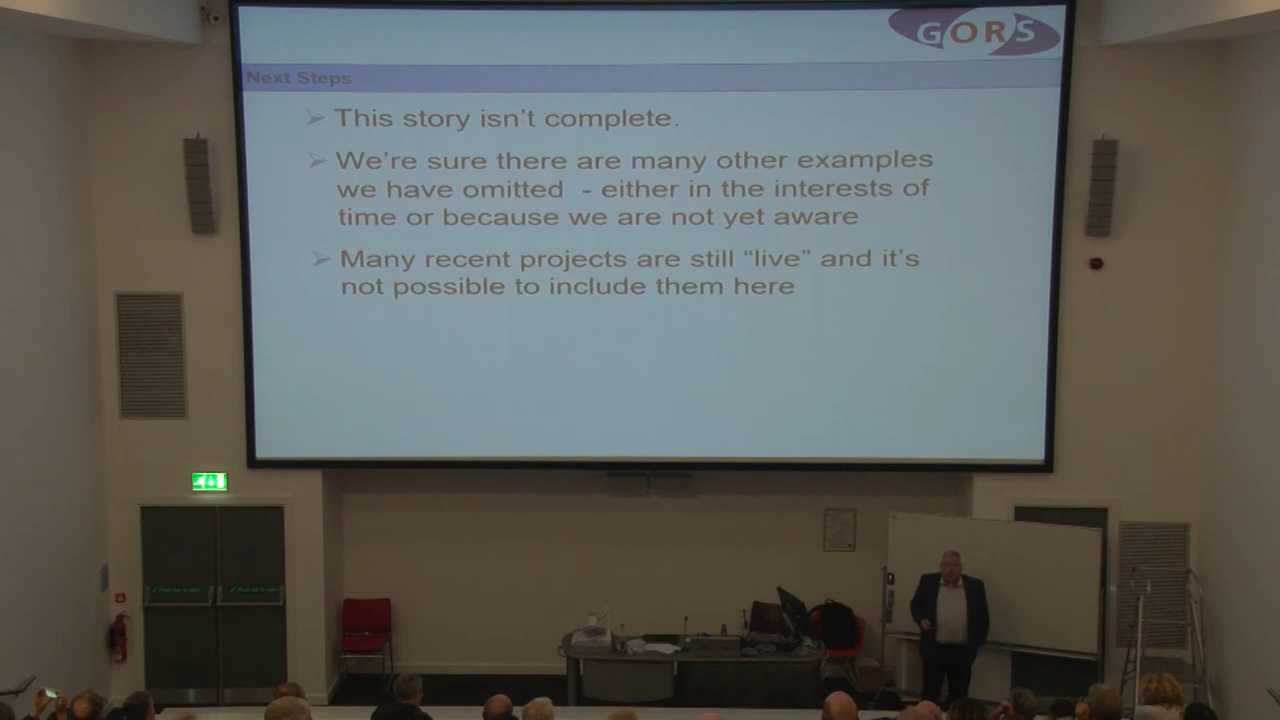 GORS
Next Steps
This story isn't complete.
We're sure there are many other examples
we have omitted - either in the interests of
time or because we are not yet aware
Many recent projects are still "live" and it's
not possible to include them here